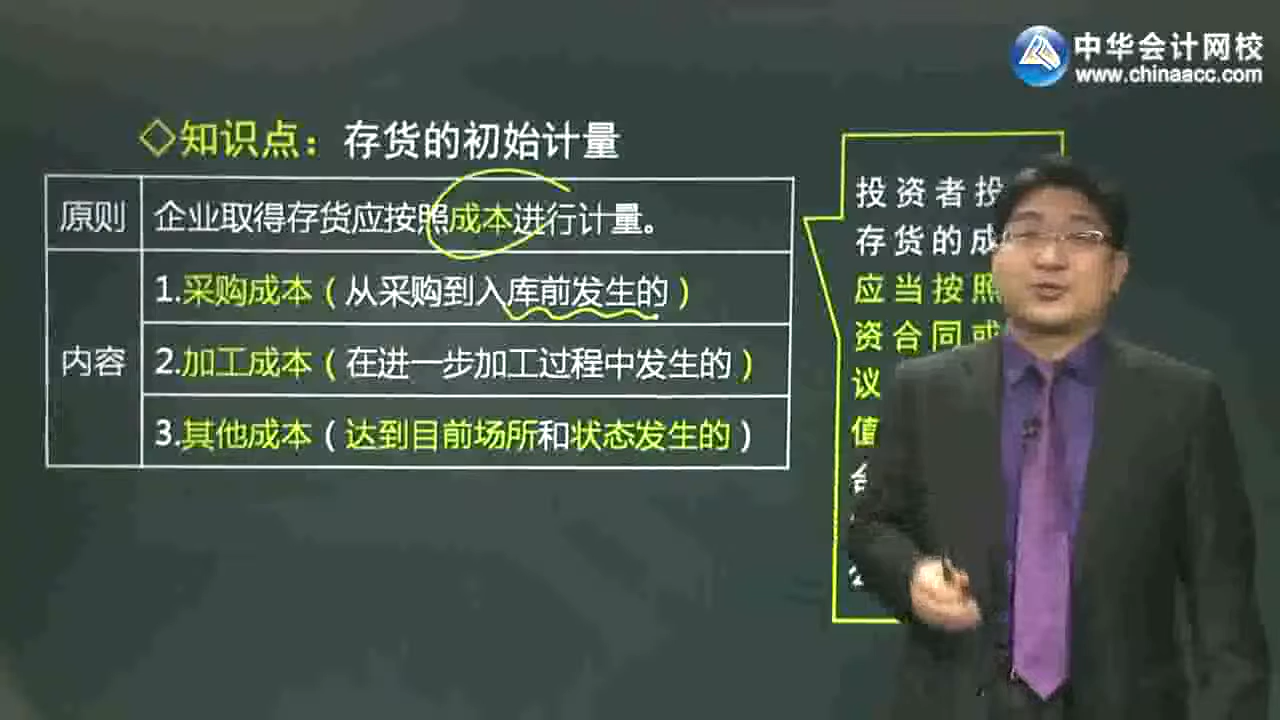 中华会计网校
www.chinaacc.com
◇知识点：存货的初始计量
原则
企业取得存货应按照成本进行计量。
内容
1.采购成本（从采购到入库前发生的）
2.加工成本（在进一步加工过程中发生的）
3.其他成本（达到目前场所和状态发生的）
投资者投
存货的成
应当按照
资合同或
议
值